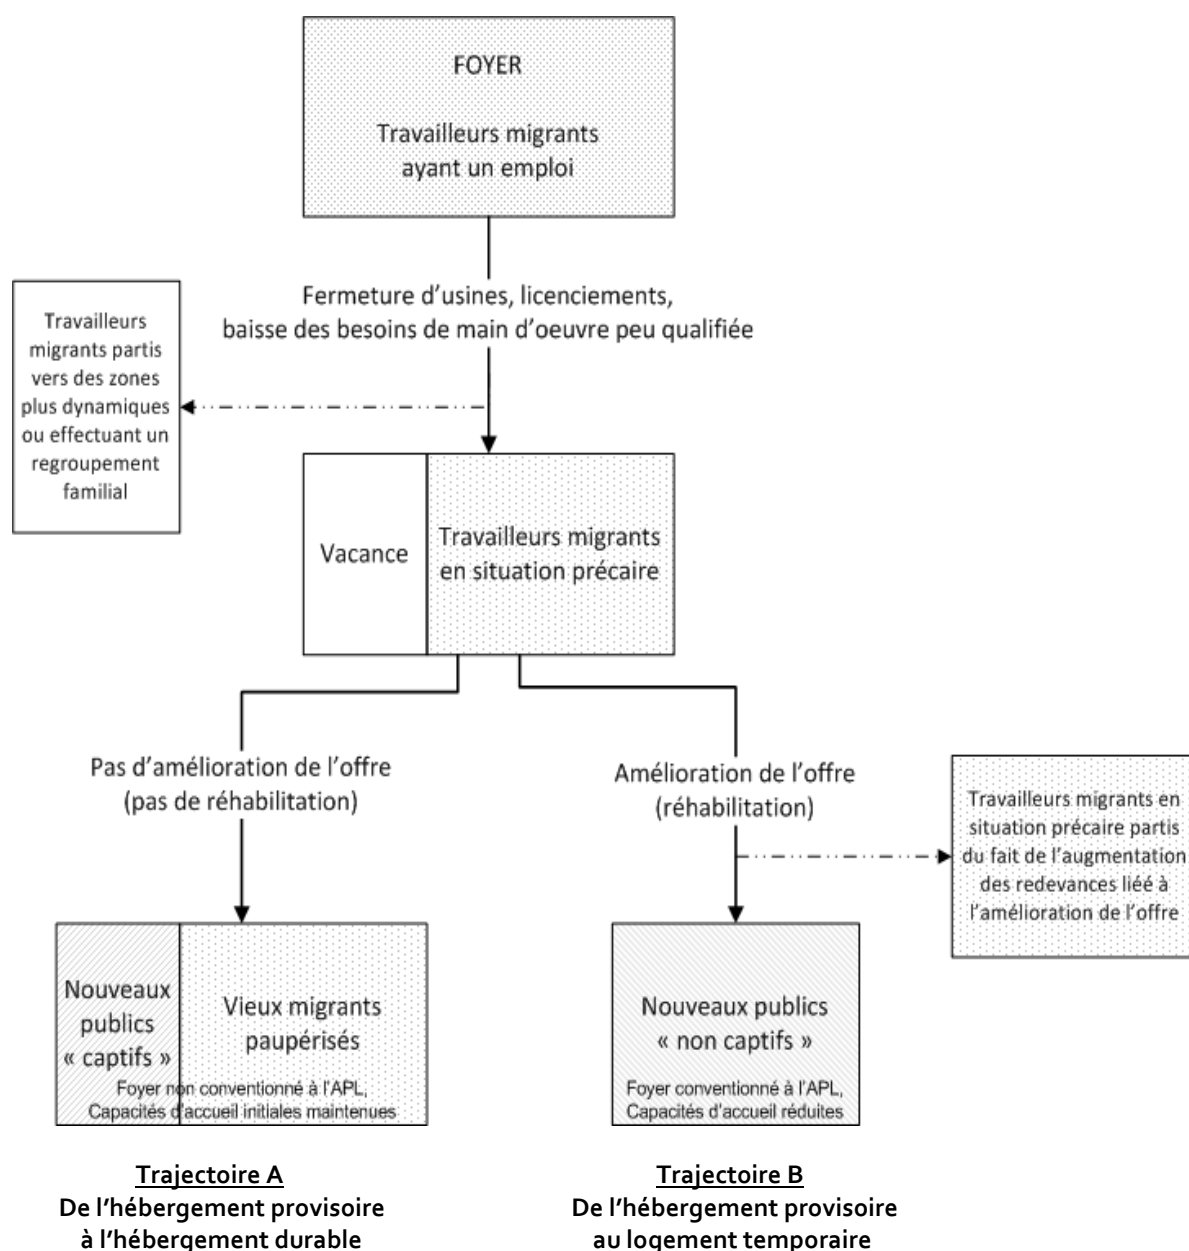 FOYER
Travailleurs migrants
ayant un emploi
Fermeture d'usines, licenciements,
baisse des besoins de main d'oeuvre peu qualifiée
Travailleurs
migrants partis
vers des zones
plus dynamiques
ou effectuant un
regroupement
familial
Vacance
Travailleurs migrants
en situation précaire
Pas d'amélioration de l'offre
(pas de réhabilitation)
Amélioration de l'offre
(réhabilitation)
Travailleurs migrants en
situation précaire partis
du fait de l'augmentation
des redevances liéé à
l'amélioration de l'offre
Nouveaux
publics
« captifs »
Vieux migrants
paupérisés
Foyer non conventionné à l'APL,
Capacités d'accueil initiales maintenues
Nouveaux publics
« non captifs »
Foyer conventionné à l'APL,
Capacités d'accueil réduites
Trajectoire A
De l'hébergement provisoire
à l'hébergement durable
Trajectoire B
De l'hébergement provisoire
au logement temporaire